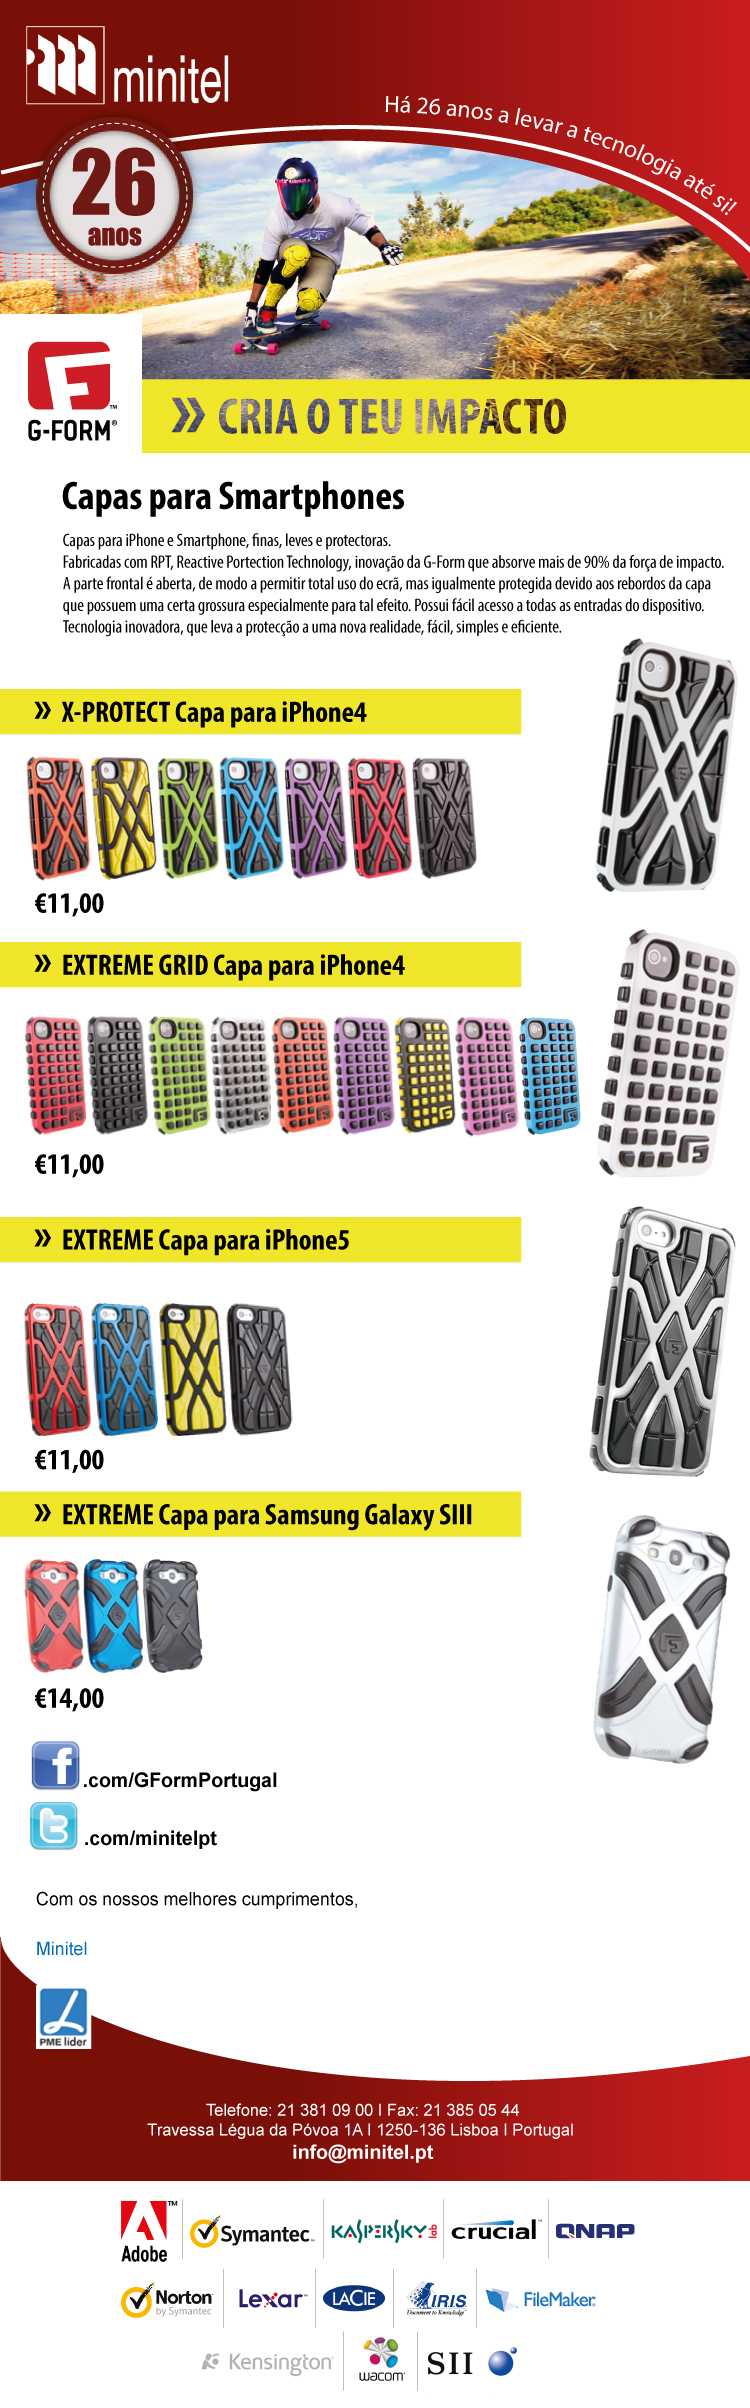 minitel
Há 26 anos a levar a tecnologia até si!
26
anos
G-FORM®
» CRIA O TEU IMPACTO
Capas para Smartphones
Capas para iPhone e Smartphone, finas, leves e protectoras.
Fabricadas com RPT, Reactive Portection Technology, inovação da G-Form que absorve mais de 90% da força de impacto.
A parte frontal é aberta, de modo a permitir total uso do ecrã, mas igualmente protegida devido aos rebordos da capa
que possuem uma certa grossura especialmente para tal efeito. Possui fácil acesso a todas as entradas do dispositivo.
Tecnologia inovadora, que leva a protecção a uma nova realidade, fácil, simples e eficiente.
» X-PROTECT Capa para iPhone4
€11,00
» EXTREME GRID Capa para iPhone4
€11,00
» EXTREME Capa para iPhone5
€11,00
» EXTREME Capa para Samsung Galaxy SIII
€14,00
.com/GFormPortugal
.com/minitelpt
Com os nossos melhores cumprimentos,
Minitel
PME líder
Telefone: 21 381 09 00 I Fax: 21 385 05 44
Travessa Légua da Póvoa 1A I 1250-136 Lisboa I Portugal
info@minitel.pt
Adobe Symantec KASPERSKY lab crucial QNAP
Norton by Symantec Lexar LACIE IRIS Document to Knowledge FileMaker
Kensington wacom SII